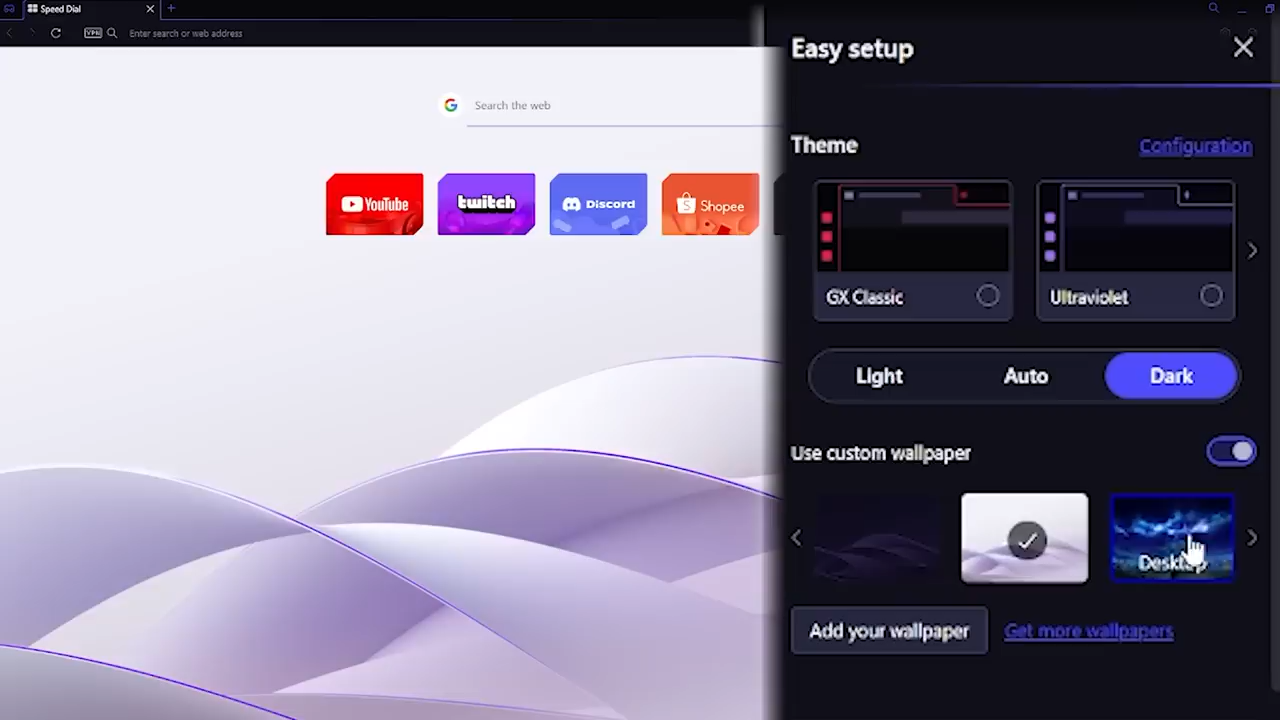 Speed Dial
VPN
Enter search or web address
Easy setup
Search the web
Theme
Configuration
YouTube
twitch
Discord
Shopee
GX Classic
Ultraviolet
Light
Auto
Dark
Use custom wallpaper
Desktop
Add your wallpaper
Get more wallpapers